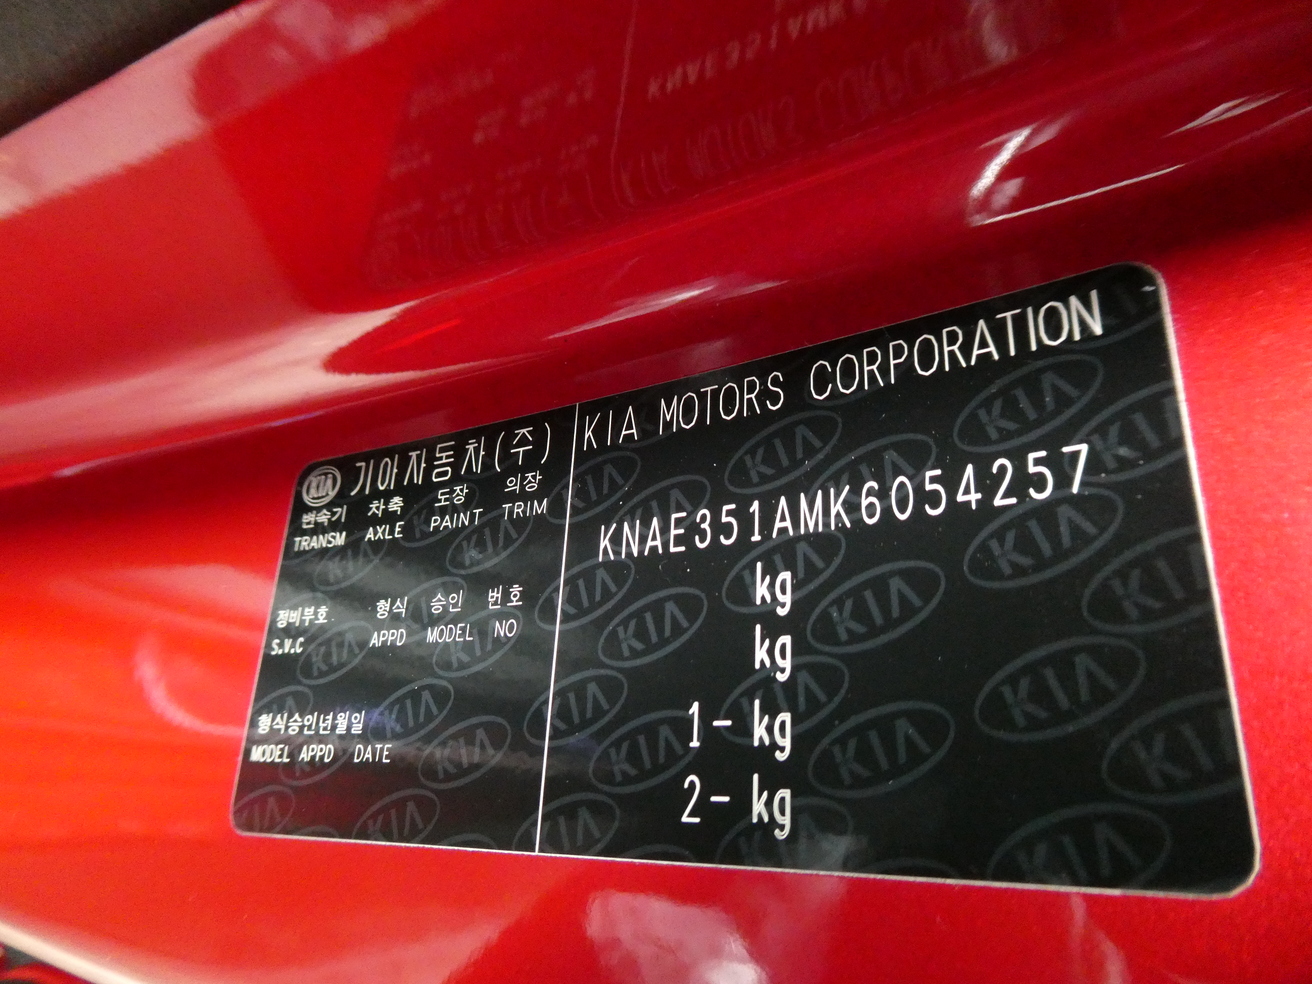 KIA 기아자동차(주)
변속기 차축 도장 의장
TRANSM AXLE PAINT TRIM
정비부호 형식 승인 번호
S.V.C APPD MODEL NO
형식승인년월일
MODEL APPD DATE
KIA MOTORS CORPORATION
KNAE351AMK6054257
kg
kg
1- kg
2- kg